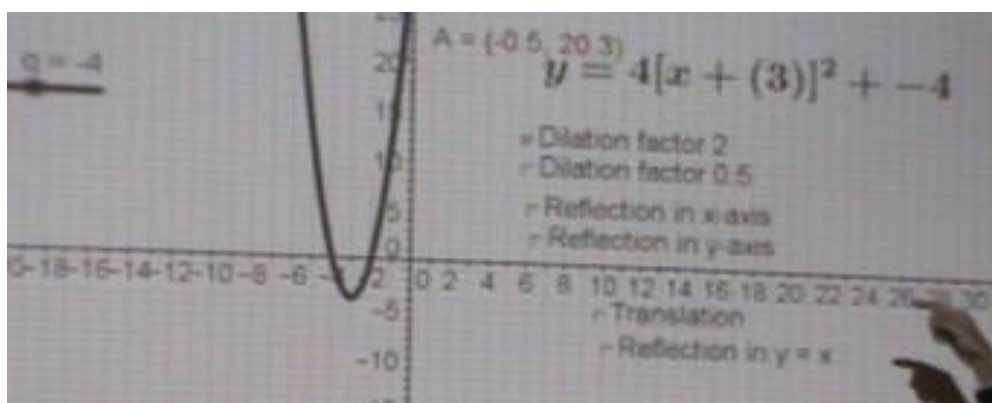 q = -4
A = (-0.5, 20.3)
y = 4[x + (3)]² + -4
Dilation factor 2
Dilation factor 0.5
Reflection in x-axis
Reflection in y-axis
20
10
5
0
-18 -16 -14 -12 -10 -8 -6 2 0 2 4 6 8 10 12 14 16 18 20 22 24 26 28 30
-5
Translation
Reflection in y = x
-10